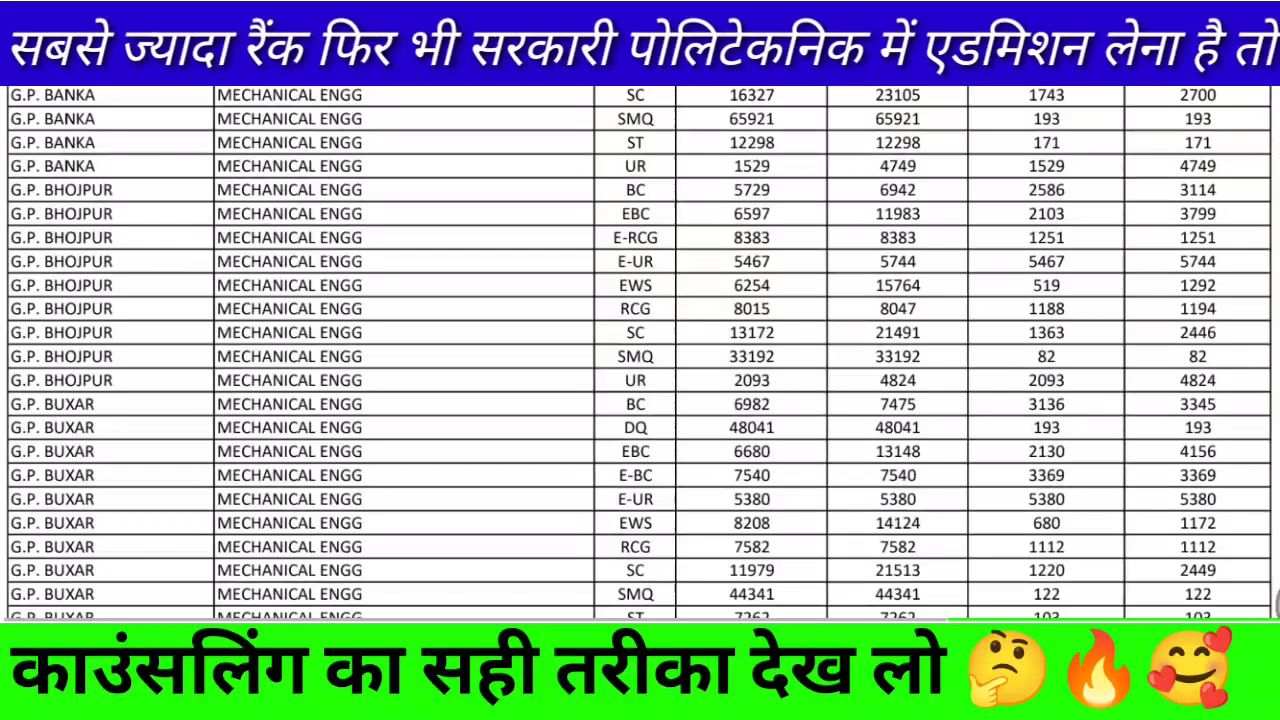 सबसे ज्यादा रैंक फिर भी सरकारी पोलिटेकनिक में एडमिशन लेना है तो
G.P. BANKA MECHANICAL ENGG SC 16327 23105 1743 2700
G.P. BANKA MECHANICAL ENGG SMQ 65921 65921 193 193
G.P. BANKA MECHANICAL ENGG ST 12298 12298 171 171
G.P. BANKA MECHANICAL ENGG UR 1529 4749 1529 4749
G.P. BHOJPUR MECHANICAL ENGG BC 5729 6942 2586 3114
G.P. BHOJPUR MECHANICAL ENGG EBC 6597 11983 2103 3799
G.P. BHOJPUR MECHANICAL ENGG E-RCG 8383 8383 1251 1251
G.P. BHOJPUR MECHANICAL ENGG E-UR 5467 5744 5467 5744
G.P. BHOJPUR MECHANICAL ENGG EWS 6254 15764 519 1292
G.P. BHOJPUR MECHANICAL ENGG RCG 8015 8047 1188 1194
G.P. BHOJPUR MECHANICAL ENGG SC 13172 21491 1363 2446
G.P. BHOJPUR MECHANICAL ENGG SMQ 33192 33192 82 82
G.P. BHOJPUR MECHANICAL ENGG UR 2093 4824 2093 4824
G.P. BUXAR MECHANICAL ENGG BC 6982 7475 3136 3345
G.P. BUXAR MECHANICAL ENGG DQ 48041 48041 193 193
G.P. BUXAR MECHANICAL ENGG EBC 6680 13148 2130 4156
G.P. BUXAR MECHANICAL ENGG E-BC 7540 7540 3369 3369
G.P. BUXAR MECHANICAL ENGG E-UR 5380 5380 5380 5380
G.P. BUXAR MECHANICAL ENGG EWS 8208 14124 680 1172
G.P. BUXAR MECHANICAL ENGG RCG 7582 7582 1112 1112
G.P. BUXAR MECHANICAL ENGG SC 11979 21513 1220 2449
G.P. BUXAR MECHANICAL ENGG SMQ 44341 44341 122 122
G.P. BUXAR MECHANICAL ENGG ST 7262 7262 103 103
काउंसलिंग का सही तरीका देख लो 🤔🔥🥰